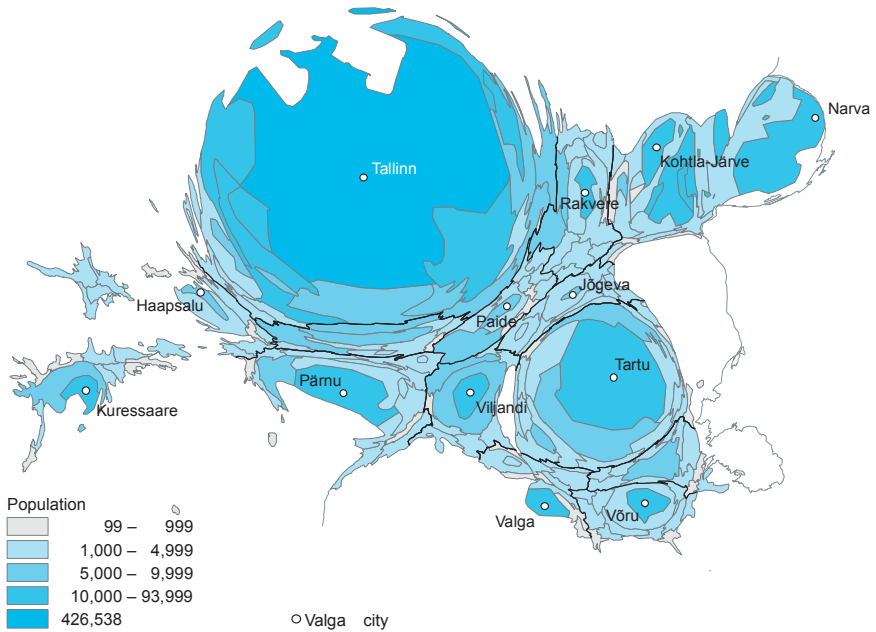 Narva
Kohtla-Järve
Tallinn
Rakvere
Jõgeva
Haapsalu
Paide
Tartu
Pärnu
Kuressaare
Viljandi
Population
99 – 999
Valga
Võru
1,000 – 4,999
5,000 – 9,999
10,000 – 93,999
426,538
Valga city